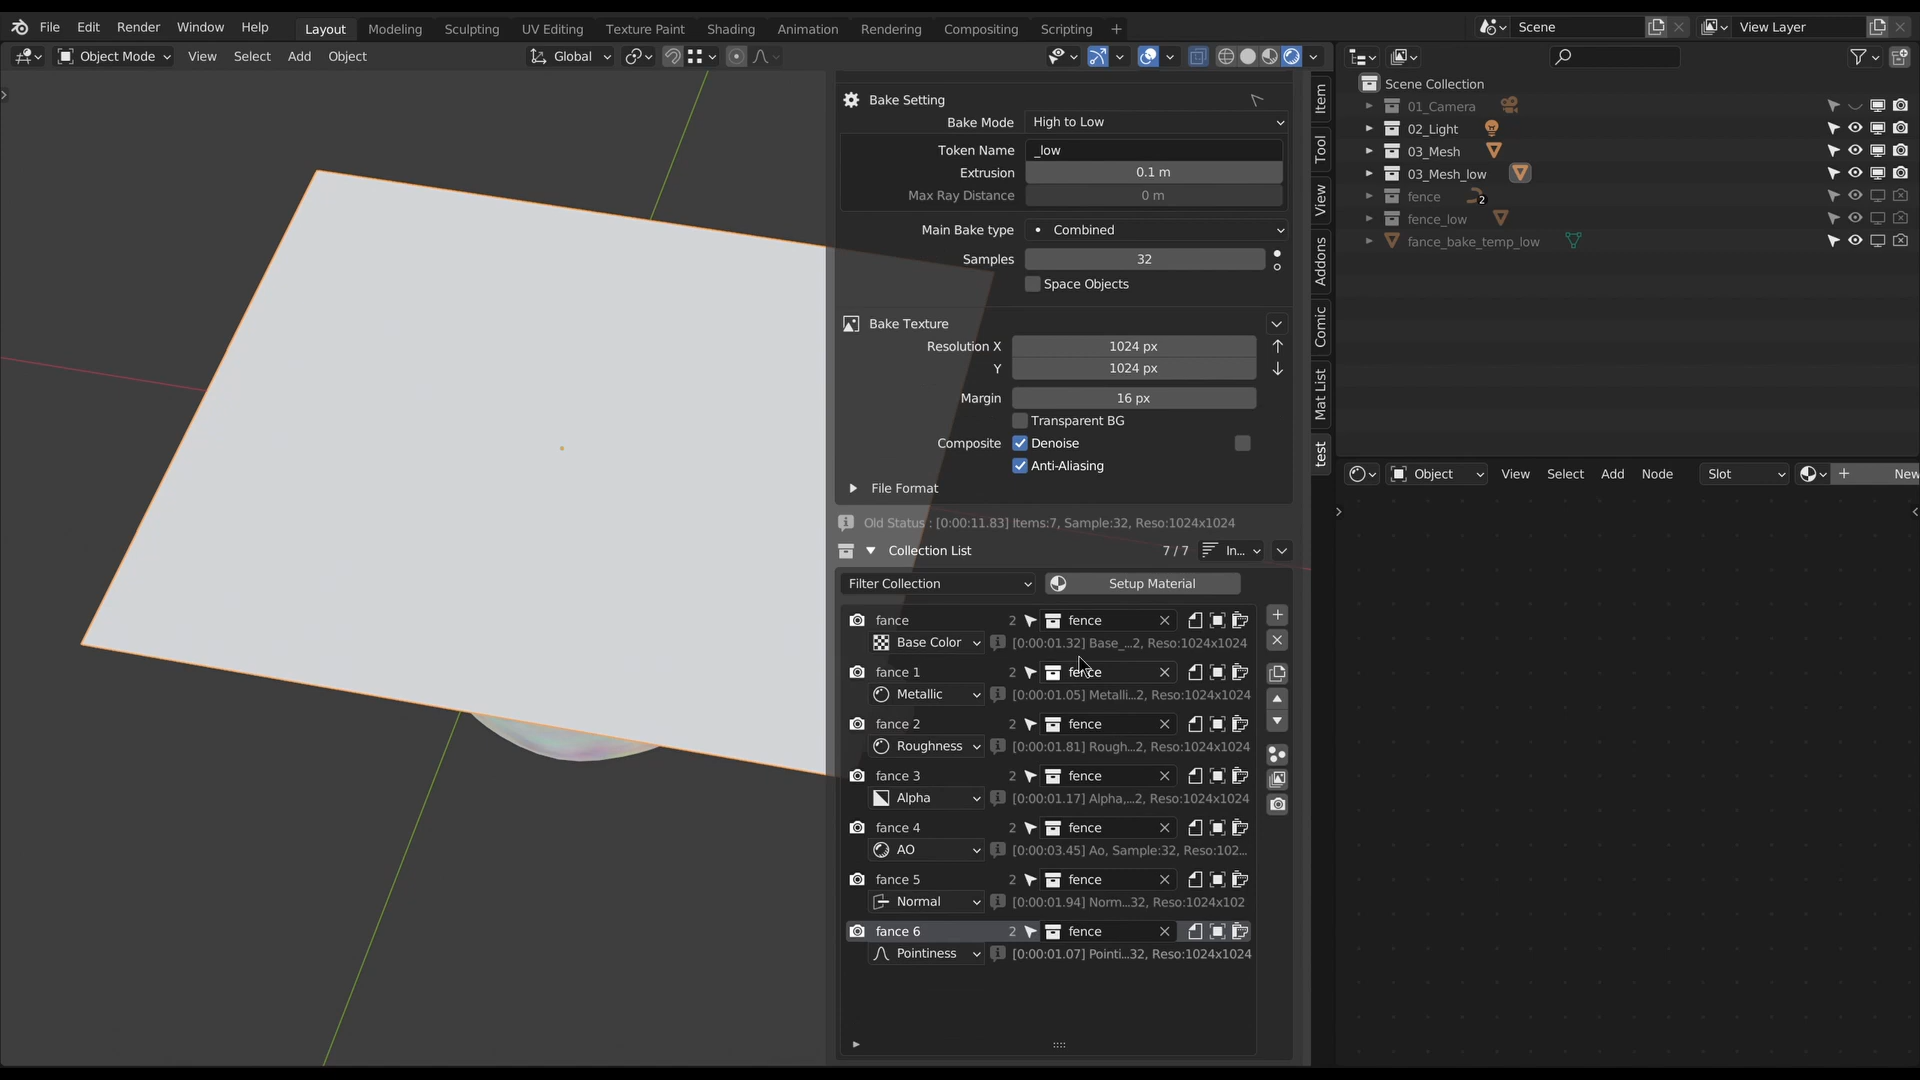 File Edit Render Window Help Layout Modeling Sculpting UV Editing Texture Paint Shading Animation Rendering Compositing Scripting + Scene View Layer
Object Mode View Select Add Object Global
Bake Setting
Bake Mode High to Low
Token Name _low
Extrusion 0.1 m
Max Ray Distance 0 m
Main Bake type Combined
Samples 32
Space Objects
Bake Texture
Resolution X 1024 px
Y 1024 px
Margin 16 px
Transparent BG
Composite Denoise
Anti-Aliasing
File Format
Old Status : [0:00:11.83] Items:7, Sample:32, Reso:1024x1024
Collection List 7 / 7 In...
Filter Collection Setup Material
fance 2 fence
Base Color [0:00:01.32] Base_...2, Reso:1024x1024
fance 1 2 fence
Metallic [0:00:01.05] Metalli...2, Reso:1024x1024
fance 2 2 fence
Roughness [0:00:01.81] Rough...2, Reso:1024x1024
fance 3 2 fence
Alpha [0:00:01.17] Alpha,...2, Reso:1024x1024
fance 4 2 fence
AO [0:00:03.45] Ao, Sample:32, Reso:102...
fance 5 2 fence
Normal [0:00:01.94] Norm...32, Reso:1024x102
fance 6 2 fence
Pointiness [0:00:01.07] Pointi...32, Reso:1024x1024
Item
Tool
View
Addons
Comic
Mat List
test
Scene Collection
01_Camera
02_Light
03_Mesh
03_Mesh_low
fence 2
fence_low
fance_bake_temp_low
Object View Select Add Node Slot + New